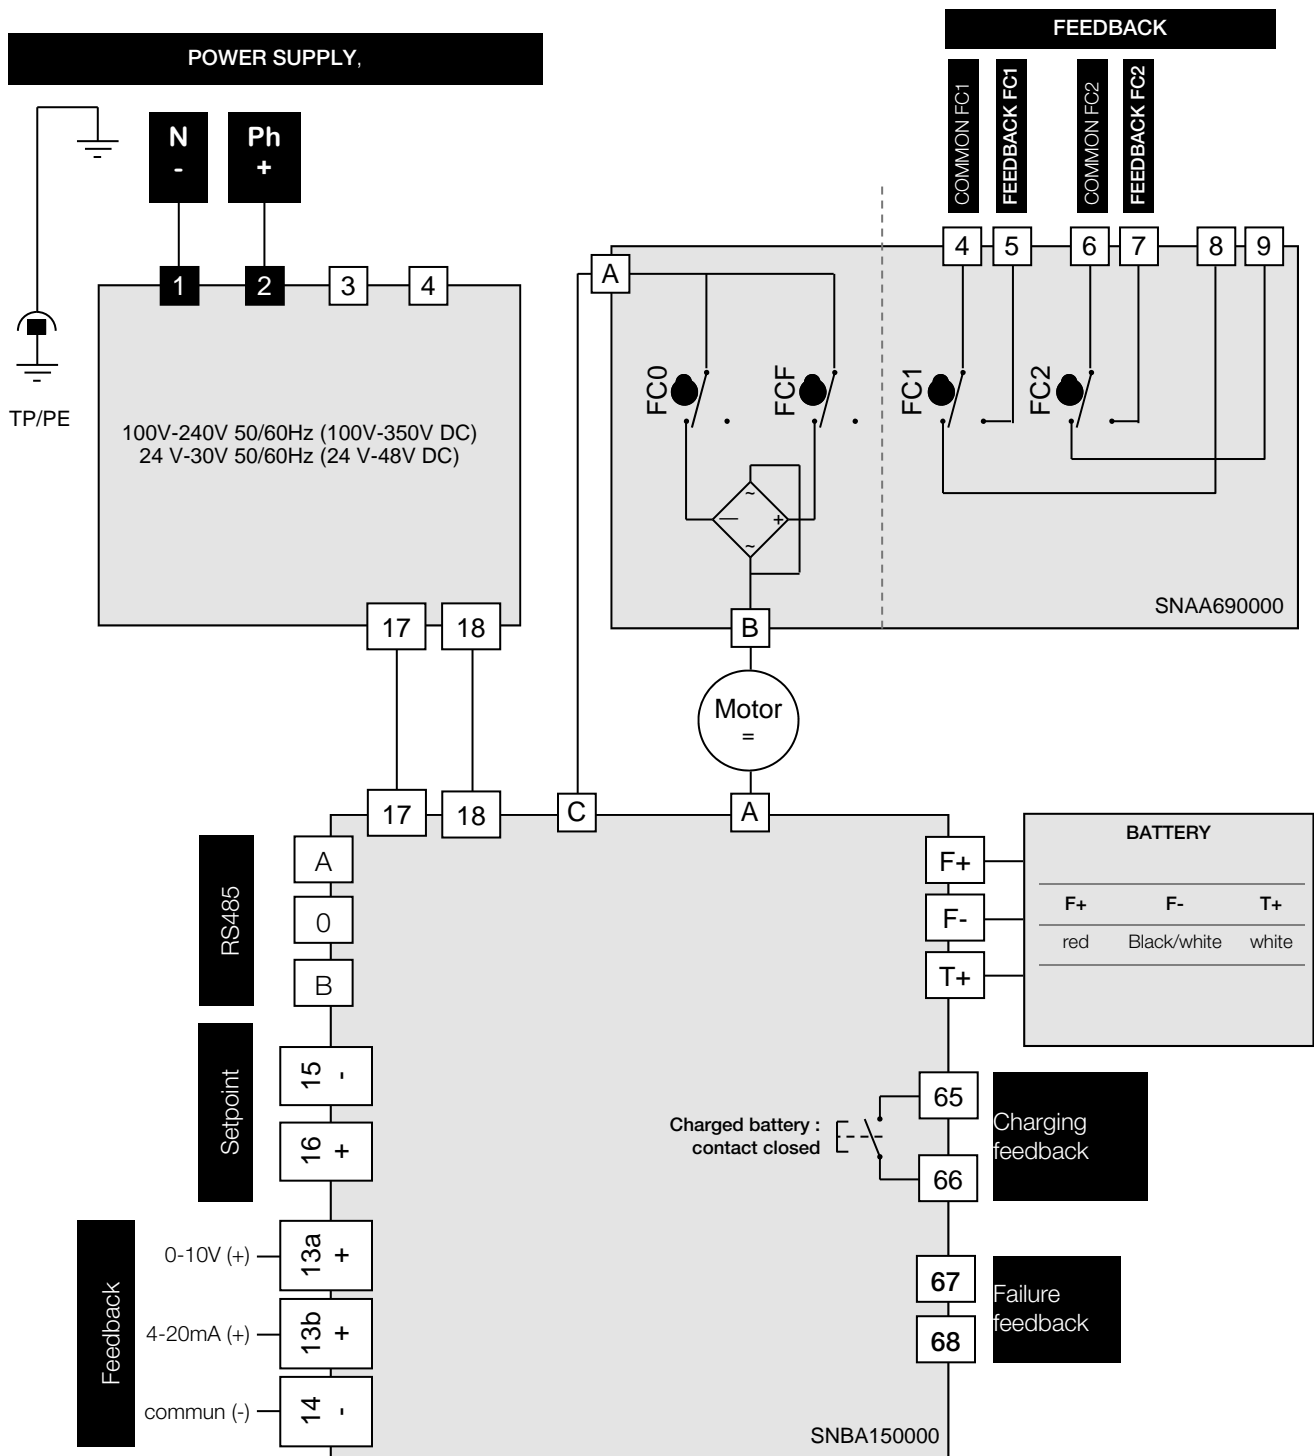 FEEDBACK
POWER SUPPLY,
COMMON FC1
FEEDBACK FC1
COMMON FC2
FEEDBACK FC2
N
-
Ph
+
1
2
3
4
4
5
6
7
8
9
A
TP/PE
100V-240V 50/60Hz (100V-350V DC)
24 V-30V 50/60Hz (24 V-48V DC)
FC0
FCF
FC1
FC2
~
—
+
~
SNAA690000
17
18
B
Motor
=
17
18
C
A
RS485
A
0
B
F+
F-
T+
BATTERY
F+ F- T+
red Black/white white
Setpoint
15 -
16 +
Charged battery :
contact closed
65
66
Charging
feedback
Feedback
0-10V (+)
13a +
4-20mA (+)
13b +
commun (-)
14 -
67
68
Failure
feedback
SNBA150000